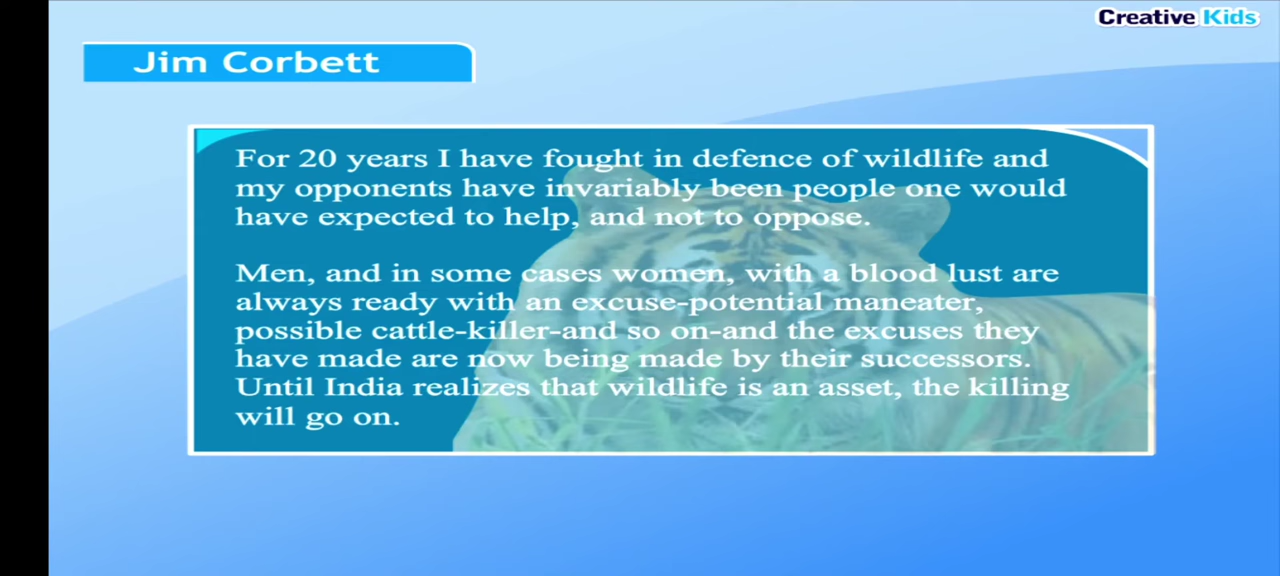 Creative Kids
Jim Corbett
For 20 years I have fought in defence of wildlife and
my opponents have invariably been people one would
have expected to help, and not to oppose.
Men, and in some cases women, with a blood lust are
always ready with an excuse-potential maneater,
possible cattle-killer-and so on-and the excuses they
have made are now being made by their successors.
Until India realizes that wildlife is an asset, the killing
will go on.